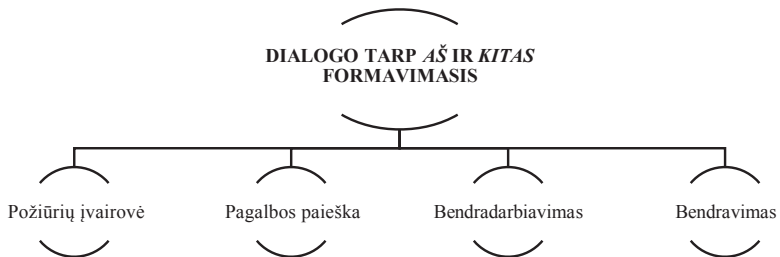 DIALOGO TARP AŠ IR KITAS
FORMAVIMASIS
Požiūrių įvairovė
Pagalbos paieška
Bendradarbiavimas
Bendravimas